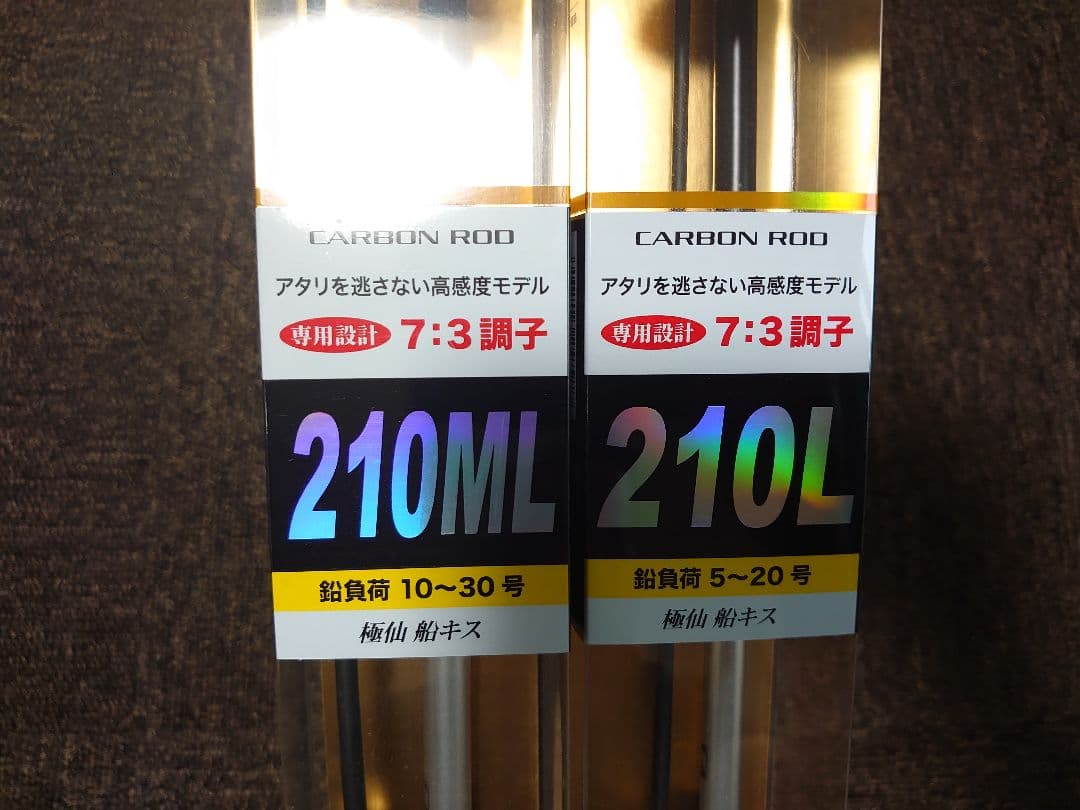 CARBON ROD
アタリを逃さない高感度モデル
専用設計 7:3調子
210ML
鉛負荷 10〜30 号
極仙 船キス
CARBON ROD
アタリを逃さない高感度モデル
専用設計 7:3調子
210L
鉛負荷 5〜20 号
極仙 船キス